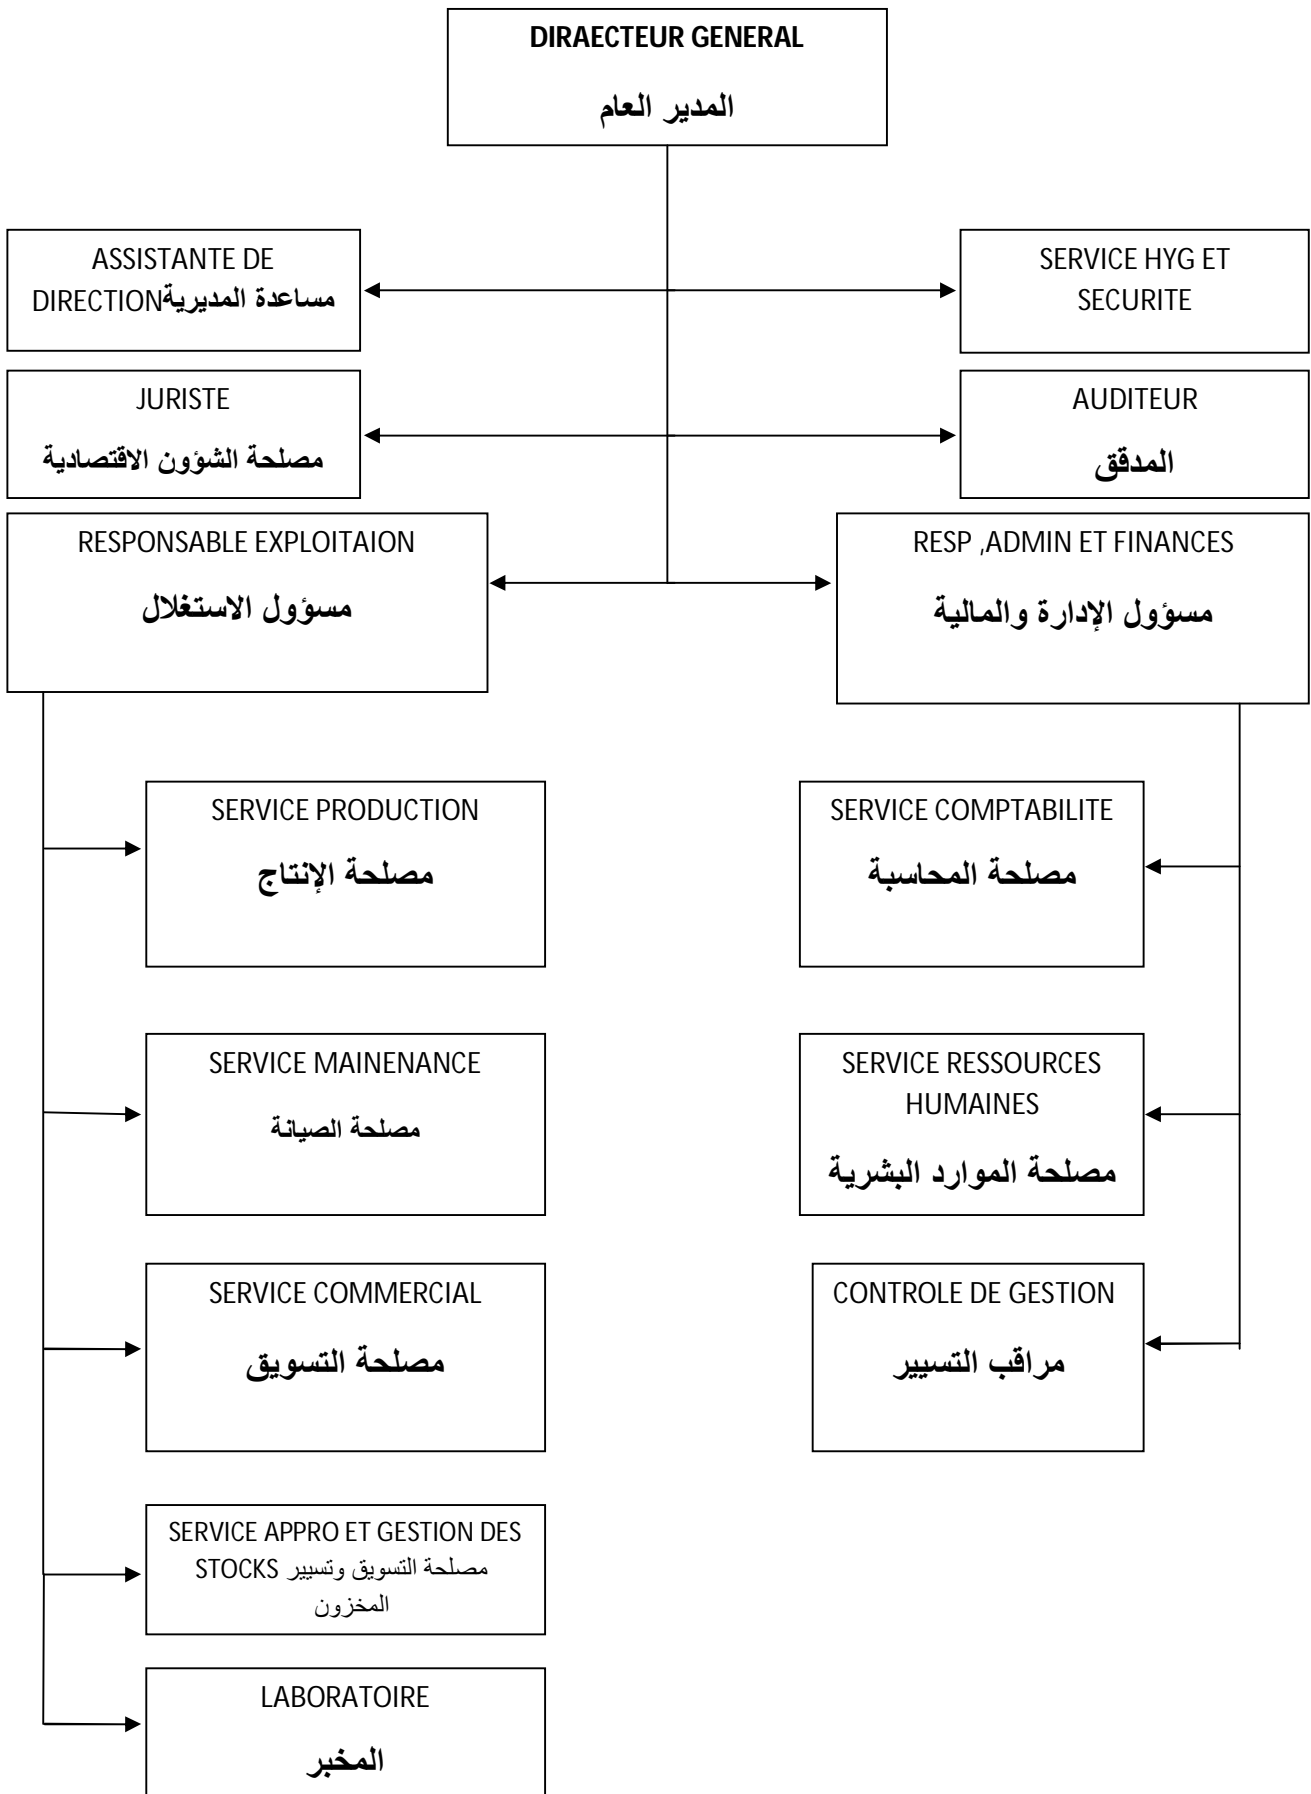 DIRAECTEUR GENERAL
المدير العام
ASSISTANTE DE
DIRECTIONمساعدة المديرية
SERVICE HYG ET
SECURITE
JURISTE
مصلحة الشؤون الاقتصادية
AUDITEUR
المدقق
RESPONSABLE EXPLOITAION
مسؤول الاستغلال
RESP ,ADMIN ET FINANCES
مسؤول الإدارة والمالية
SERVICE PRODUCTION
مصلحة الإنتاج
SERVICE COMPTABILITE
مصلحة المحاسبة
SERVICE MAINENANCE
مصلحة الصيانة
SERVICE RESSOURCES
HUMAINES
مصلحة الموارد البشرية
SERVICE COMMERCIAL
مصلحة التسويق
CONTROLE DE GESTION
مراقب التسيير
SERVICE APPRO ET GESTION DES
STOCKS مصلحة التسويق وتسيير
المخزون
LABORATOIRE
المخبر